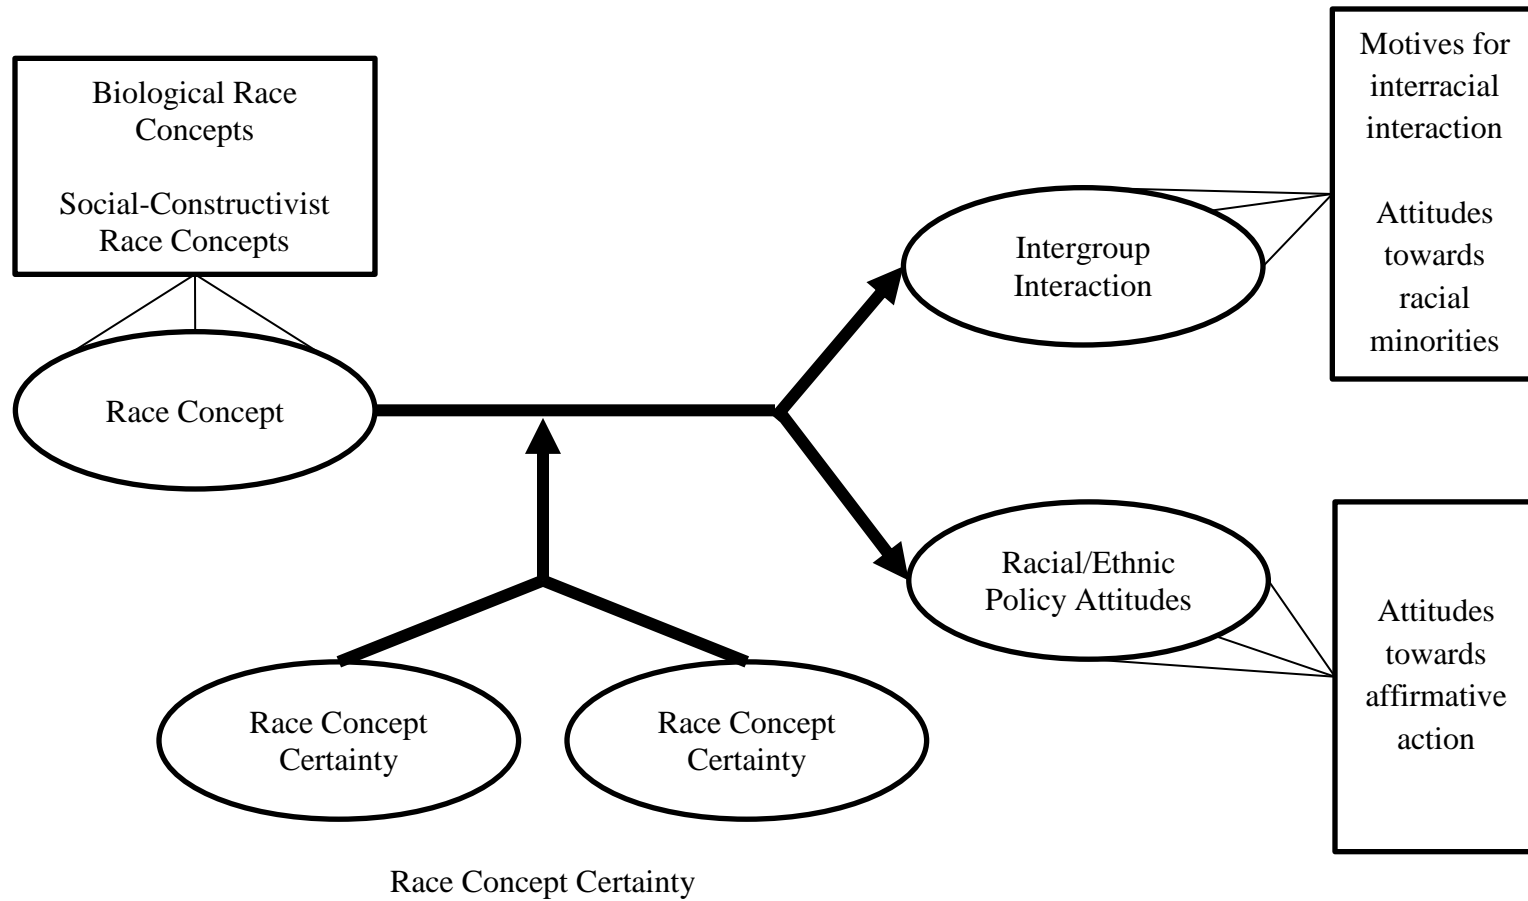 Biological Race
Concepts
Social-Constructivist
Race Concepts
Race Concept
Motives for
interracial
interaction
Attitudes
towards
racial
minorities
Intergroup
Interaction
Racial/Ethnic
Policy Attitudes
Attitudes
towards
affirmative
action
Race Concept
Certainty
Race Concept
Certainty
Race Concept Certainty